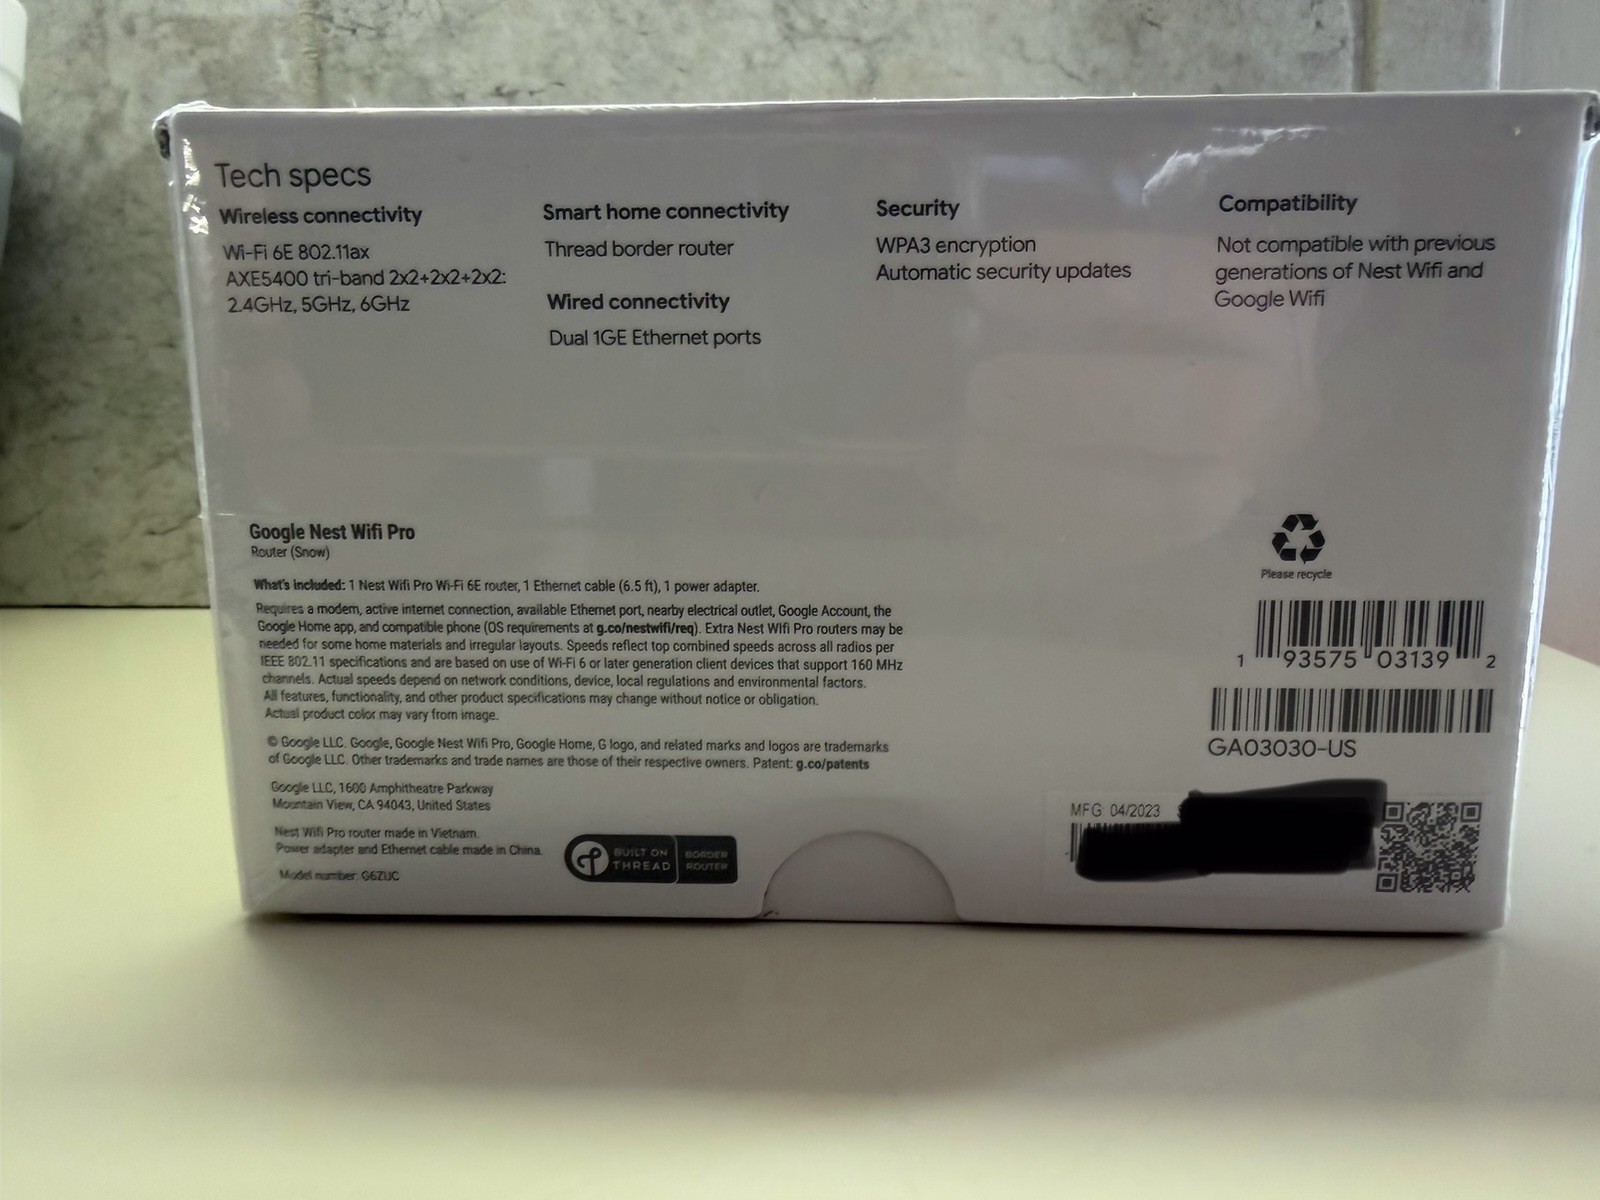 Tech specs
Wireless connectivity
Wi-Fi 6E 802.11ax
AXE5400 tri-band 2x2+2x2+2x2:
2.4GHz, 5GHz, 6GHz
Smart home connectivity
Thread border router
Wired connectivity
Dual 1GE Ethernet ports
Security
WPA3 encryption
Automatic security updates
Compatibility
Not compatible with previous
generations of Nest Wifi and
Google Wifi
Google Nest Wifi Pro
Router (Snow)
What's included: 1 Nest Wifi Pro Wi-Fi 6E router, 1 Ethernet cable (6.5 ft), 1 power adapter.
Requires a modem, active internet connection, available Ethernet port, nearby electrical outlet, Google Account, the
Google Home app, and compatible phone (OS requirements at g.co/nestwifi/req). Extra Nest Wifi Pro routers may be
needed for some home materials and irregular layouts. Speeds reflect top combined speeds across all radios per
IEEE 802.11 specifications and are based on use of Wi-Fi 6 or later generation client devices that support 160 MHz
channels. Actual speeds depend on network conditions, device, local regulations and environmental factors.
All features, functionality, and other product specifications may change without notice or obligation.
Actual product color may vary from image.
© Google LLC. Google, Google Nest Wifi Pro, Google Home, G logo, and related marks and logos are trademarks
of Google LLC. Other trademarks and trade names are those of their respective owners. Patent: g.co/patents
Google LLC, 1600 Amphitheatre Parkway
Mountain View, CA 94043, United States
Nest Wifi Pro router made in Vietnam.
Power adapter and Ethernet cable made in China.
Model number: G6ZUC
BUILT ON
THREAD
BORDER
ROUTER
Please recycle
1 93575 03139 2
GA03030-US
MFG 04/2023